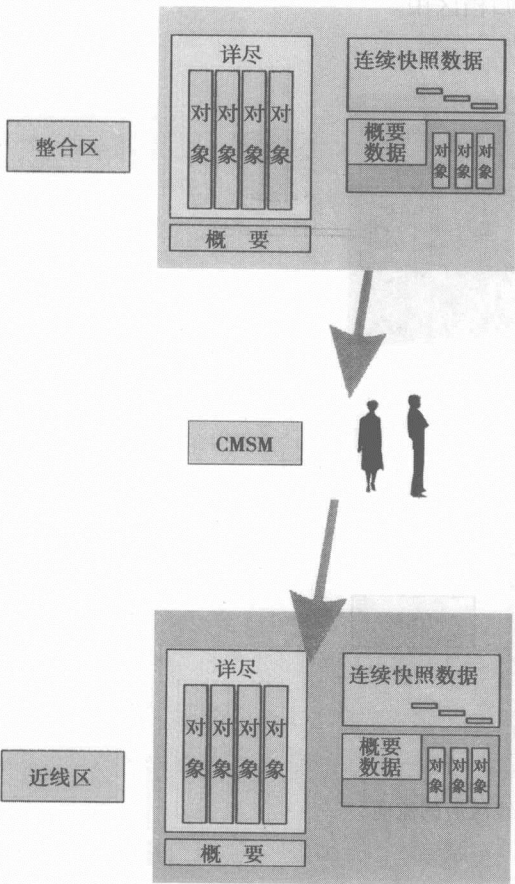 整合区
详尽
对象 对象 对象 对象
概 要
连续快照数据
概要
数据
对象 对象 对象
CMSM
近线区
详尽
对象 对象 对象 对象
概 要
连续快照数据
概要
数据
对象 对象 对象